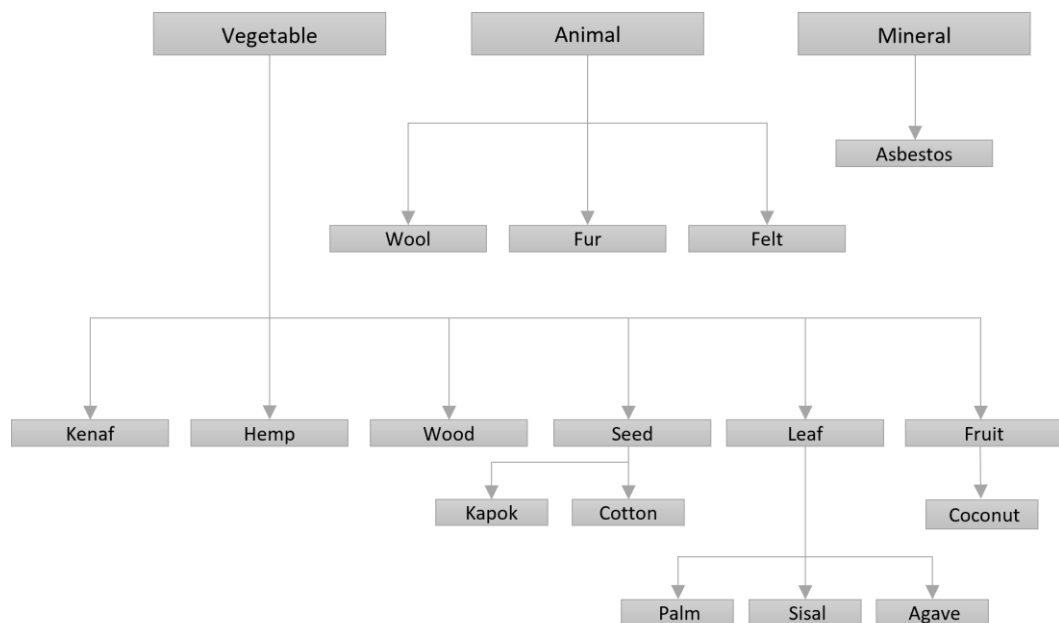 Vegetable
Animal
Mineral
Asbestos
Wool
Fur
Felt
Kenaf
Hemp
Wood
Seed
Leaf
Fruit
Kapok
Cotton
Coconut
Palm
Sisal
Agave